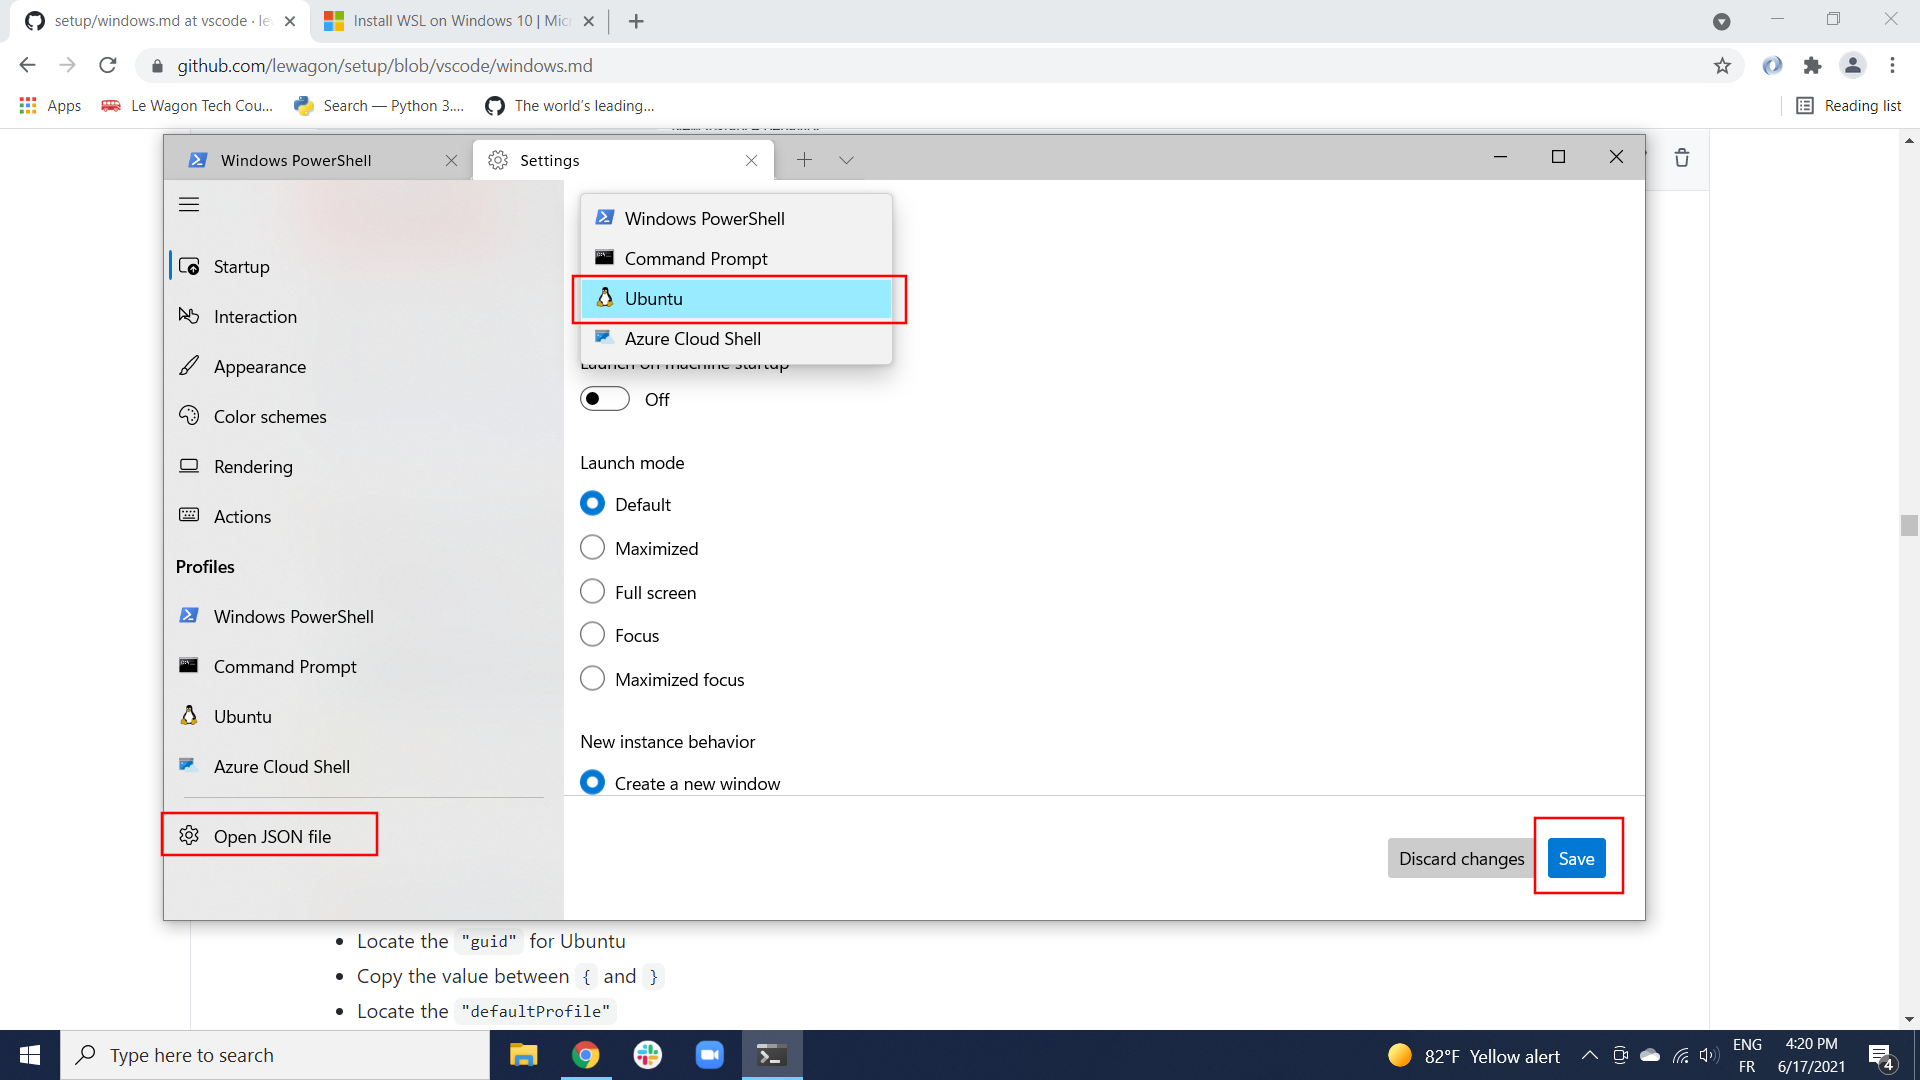 setup/windows.md at vscode · le
Install WSL on Windows 10 | Mic
github.com/lewagon/setup/blob/vscode/windows.md
Apps
Le Wagon Tech Cou...
Search — Python 3....
The world's leading...
Reading list
Windows PowerShell
Settings
Windows PowerShell
Command Prompt
Ubuntu
Azure Cloud Shell
Startup
Interaction
Appearance
Color schemes
Rendering
Actions
Profiles
Windows PowerShell
Command Prompt
Ubuntu
Azure Cloud Shell
Open JSON file
Launch on machine startup
Off
Launch mode
Default
Maximized
Full screen
Focus
Maximized focus
New instance behavior
Create a new window
Discard changes
Save
• Locate the "guid" for Ubuntu
• Copy the value between { and }
• Locate the "defaultProfile"
Type here to search
82°F Yellow alert
ENG
FR
4:20 PM
6/17/2021
4